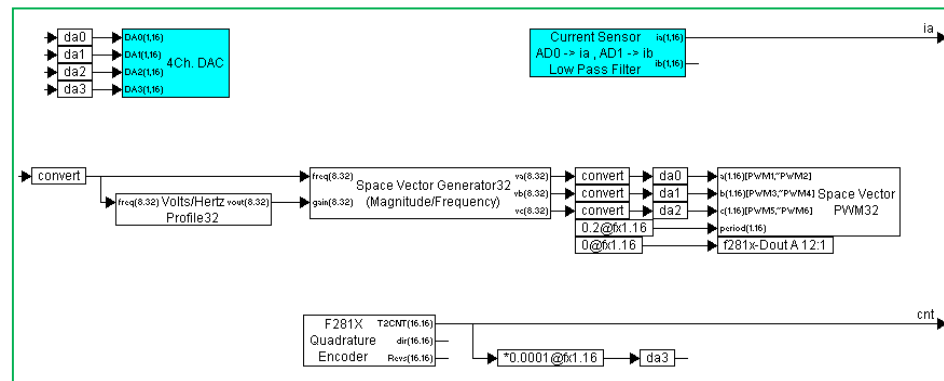 da0 DA0(1,16)
da1 DA1(1,16)
da2 DA2(1,16)
da3 DA3(1,16)
4Ch. DAC
Current Sensor ia(1,16)
AD0 -> ia , AD1 -> ib
ib(1,16)
Low Pass Filter
ia
convert
freq(8.32) Volts/Hertz vout(8.32)
Profile32
freq(8.32)
gain(8.32)
Space Vector Generator32
(Magnitude/Frequency)
va(8.32)
vb(8.32)
vc(8.32)
convert da0
convert da1
convert da2
0.2@fx1.16
0@fx1.16
a(1.16)[PWM1,~PWM2]
b(1.16)[PWM3,~PWM4]
c(1.16)[PWM5,~PWM6]
period(1.16)
Space Vector
PWM32
f281x-Dout A 12:1
F281X T2CNT(16.16)
Quadrature dir(16.16)
Encoder Revs(16.16)
cnt
*0.0001@fx1.16 da3